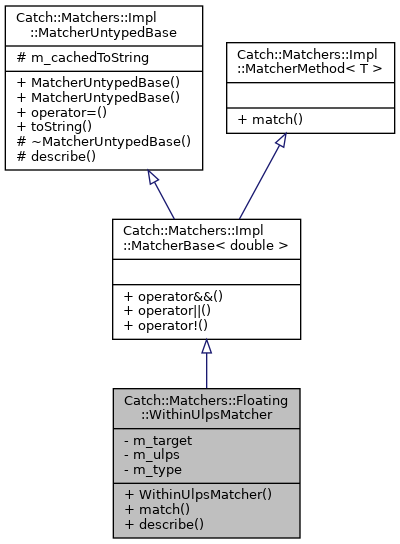 Catch::Matchers::Impl
::MatcherUntypedBase
# m_cachedToString
+ MatcherUntypedBase()
+ MatcherUntypedBase()
+ operator=()
+ toString()
# ~MatcherUntypedBase()
# describe()
Catch::Matchers::Impl
::MatcherMethod< T >
+ match()
Catch::Matchers::Impl
::MatcherBase< double >
+ operator&&()
+ operator||()
+ operator!()
Catch::Matchers::Floating
::WithinUlpsMatcher
- m_target
- m_ulps
- m_type
+ WithinUlpsMatcher()
+ match()
+ describe()